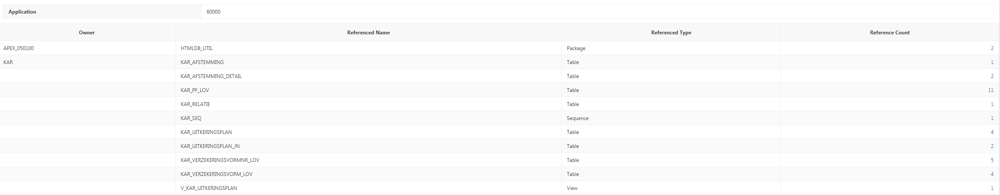 Application 60000
Owner Referenced Name Referenced Type Reference Count
APEX_050100 HTMLDB_UTIL Package 2
KAR KAR_AFSTEMMING Table 1
KAR_AFSTEMMING_DETAIL Table 2
KAR_PF_LOV Table 11
KAR_RELATIE Table 1
KAR_SEQ Sequence 1
KAR_UITKERINGSPLAN Table 4
KAR_UITKERINGSPLAN_JN Table 2
KAR_VERZEKERINGSVORMNR_LOV Table 5
KAR_VERZEKERINGSVORM_LOV Table 4
V_KAR_UITKERINGSPLAN View 1